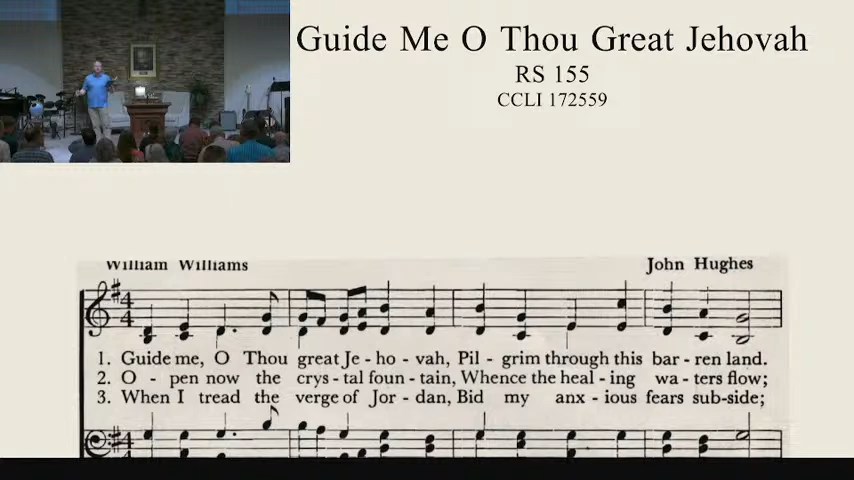 Guide Me O Thou Great Jehovah
RS 155
CCLI 172559
William Williams
John Hughes
4
4
1. Guide me, O Thou great Je - ho - vah, Pil - grim through this bar - ren land.
2. O - pen now the crys - tal foun - tain, Whence the heal - ing wa - ters flow;
3. When I tread the verge of Jor - dan, Bid my anx - ious fears sub - side;